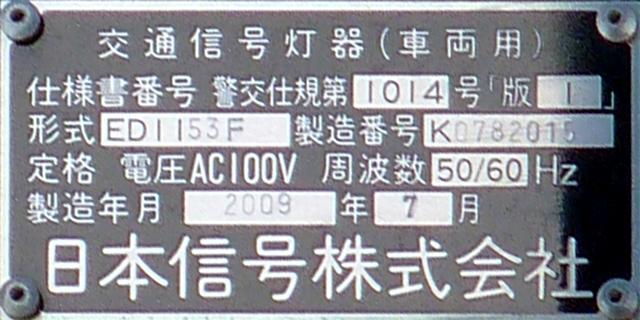 交通信号灯器(車両用)
仕様書番号 警交仕規第 1014 号「版 1」
形式 ED1153F 製造番号 K0782015
定格 電圧AC100V 周波数 50/60 Hz
製造年月 2009 年 7 月
日本信号株式会社